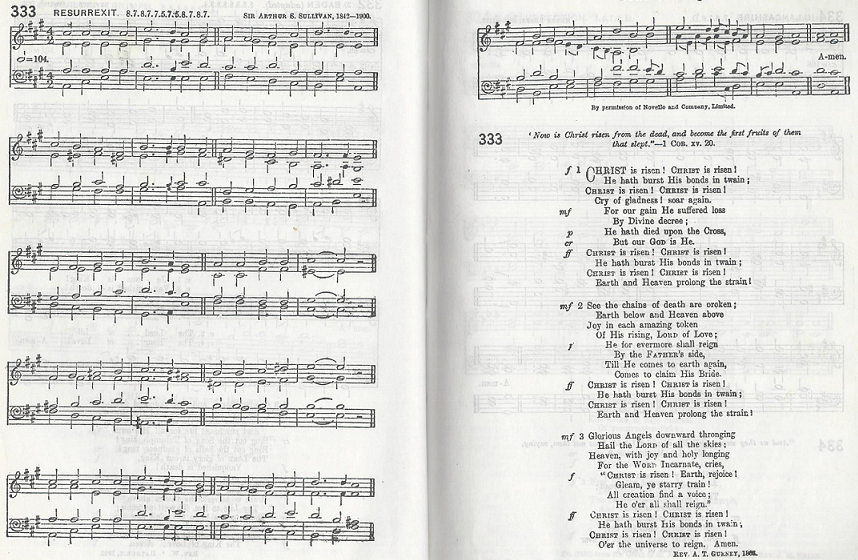 333 RESURREXIT. 8.7.8.7.7.5.7.5.8.7.8.7. SIR ARTHUR S. SULLIVAN, 1842—1900.
=104.
A-men.
By permission of Novello and Company, Limited.
333
'Now is Christ risen from the dead, and become the first fruits of them
that slept."—1 COR. xv. 20.
f 1 CHRIST is risen! CHRIST is risen!
He hath burst His bonds in twain;
CHRIST is risen! CHRIST is risen!
Cry of gladness! soar again.
mf For our gain He suffered loss
By Divine decree;
p He hath died upon the Cross,
cr But our GOD is He.
ff CHRIST is risen! CHRIST is risen!
He hath burst His bonds in twain;
CHRIST is risen! CHRIST is risen!
Earth and Heaven prolong the strain!
mf 2 See the chains of death are broken;
Earth below and Heaven above
Joy in each amazing token
Of His rising, LORD of Love;
He for evermore shall reign
By the FATHER'S side,
Till He comes to earth again,
Comes to claim His Bride.
ff CHRIST is risen! CHRIST is risen!
He hath burst His bonds in twain;
CHRIST is risen! CHRIST is risen!
Earth and Heaven prolong the strain!
mf 3 Glorious Angels downward thronging
Hail the LORD of all the skies;
Heaven, with joy and holy longing
For the WORD Incarnate, cries,
f "CHRIST is risen! Earth, rejoice!
Gleam, ye starry train!
All creation find a voice;
He o'er all shall reign."
ff CHRIST is risen! CHRIST is risen!
He hath burst His bonds in twain;
CHRIST is risen! CHRIST is risen!
O'er the universe to reign. Amen.
REV. A. T. GURNEY, 1862.